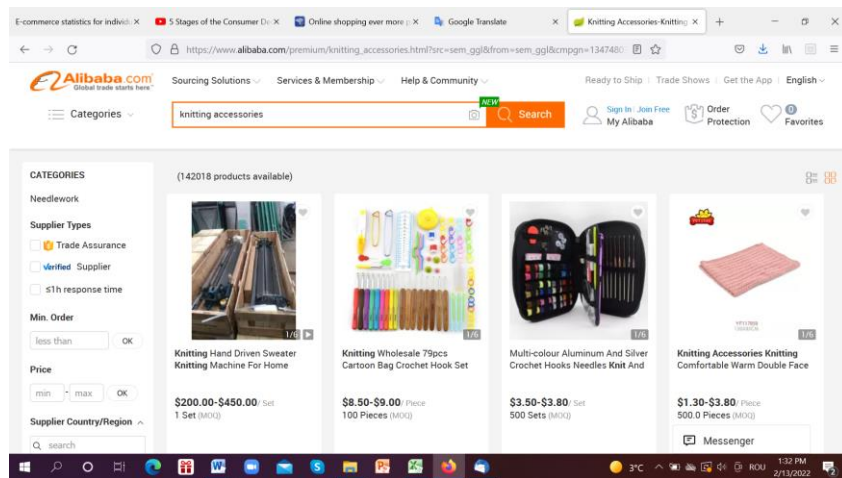 E-commerce statistics for individu
5 Stages of the Consumer De
Online shopping ever more p
Google Translate
Knitting Accessories-Knitting
https://www.alibaba.com/premium/knitting_accessories.html?src=sem_ggl&from=sem_ggl&cmpgn=1347480
Alibaba.com
Global trade starts here™
Sourcing Solutions
Services & Membership
Help & Community
Ready to Ship
Trade Shows
Get the App
English
Categories
knitting accessories
NEW
Search
Sign In Join Free
My Alibaba
Order
Protection
0
Favorites
CATEGORIES
Needlework
Supplier Types
Trade Assurance
Verified Supplier
≤1h response time
Min. Order
less than
OK
Price
min - max
OK
Supplier Country/Region
search
(142018 products available)
1/6
Knitting Hand Driven Sweater
Knitting Machine For Home
$200.00-$450.00/ Set
1 Set (MOQ)
1/6
Knitting Wholesale 79pcs
Cartoon Bag Crochet Hook Set
$8.50-$9.00/ Piece
100 Pieces (MOQ)
1/6
Multi-colour Aluminum And Silver
Crochet Hooks Needles Knit And
$3.50-$3.80/ Set
500 Sets (MOQ)
1/6
Knitting Accessories Knitting
Comfortable Warm Double Face
$1.30-$3.80/ Piece
500.0 Pieces (MOQ)
Messenger
3°C
ROU
1:32 PM
2/13/2022